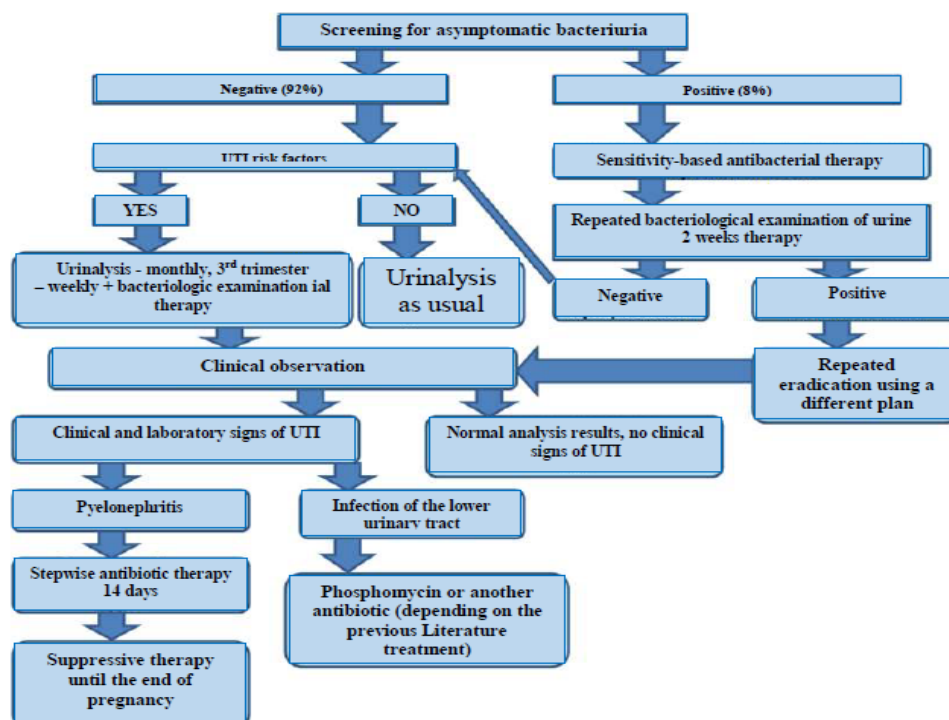 Screening for asymptomatic bacteriuria
Negative (92%)
Positive (8%)
UTI risk factors
Sensitivity-based antibacterial therapy
YES
NO
Repeated bacteriological examination of urine
2 weeks therapy
Urinalysis - monthly, 3rd trimester
– weekly + bacteriologic examination ial
therapy
Urinalysis
as usual
Negative
Positive
Clinical observation
Repeated
eradication using a
different plan
Clinical and laboratory signs of UTI
Normal analysis results, no clinical
signs of UTI
Pyelonephritis
Infection of the lower
urinary tract
Stepwise antibiotic therapy
14 days
Phosphomycin or another
antibiotic (depending on the
previous Literature
treatment)
Suppressive therapy
until the end of
pregnancy